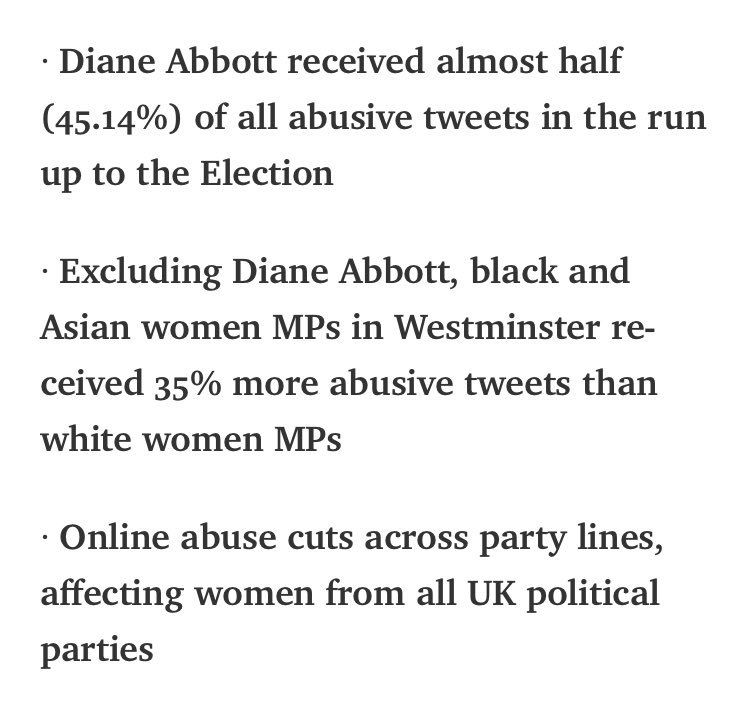 · Diane Abbott received almost half
(45.14%) of all abusive tweets in the run
up to the Election
· Excluding Diane Abbott, black and
Asian women MPs in Westminster re-
ceived 35% more abusive tweets than
white women MPs
· Online abuse cuts across party lines,
affecting women from all UK political
parties